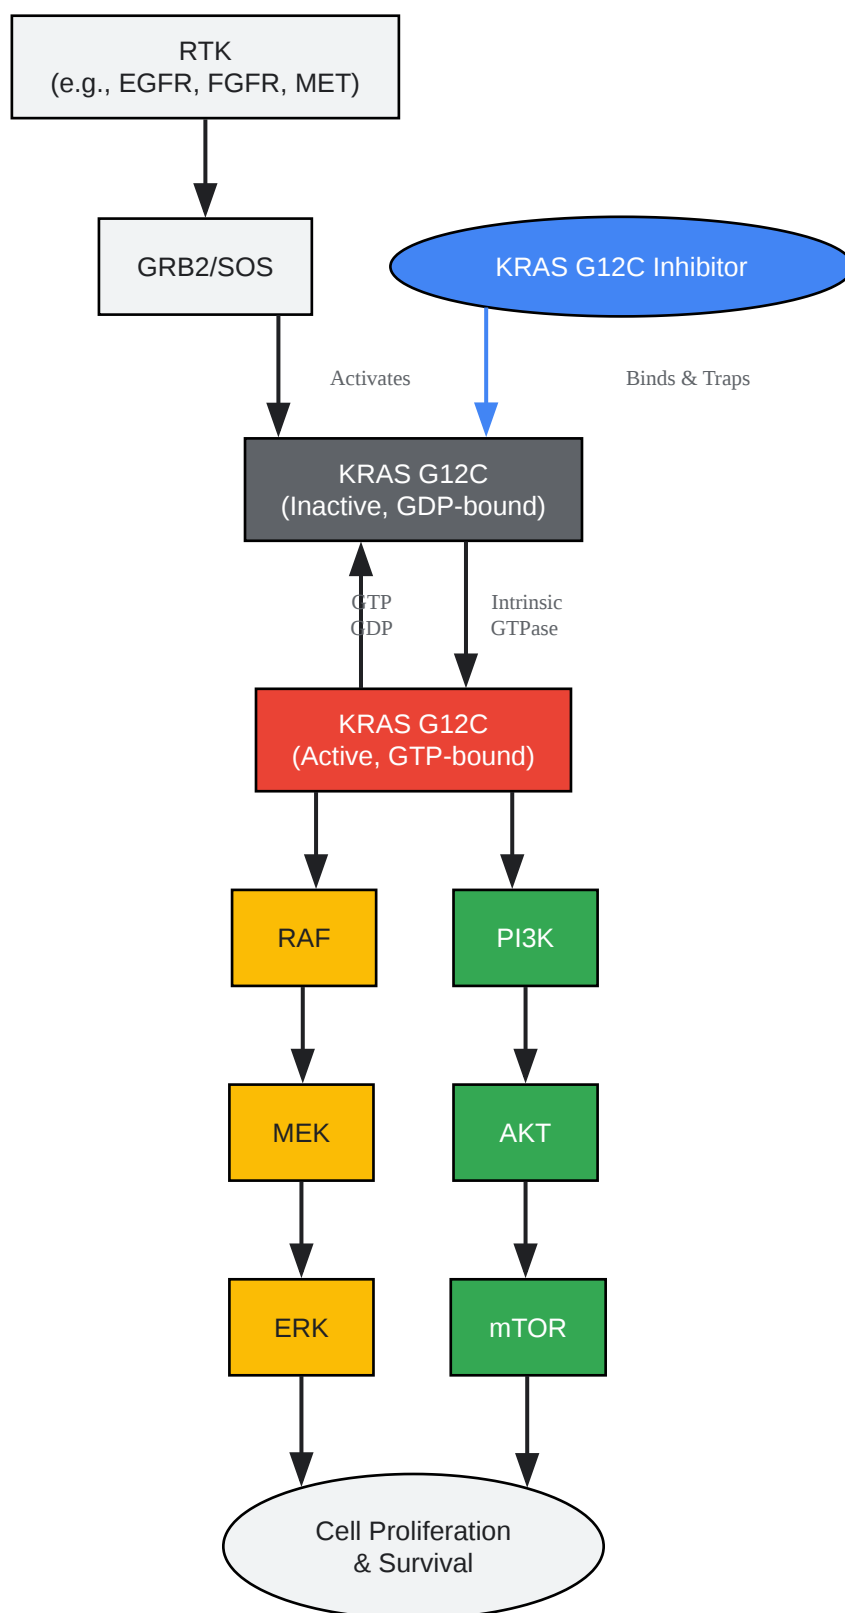 RTK
(e.g., EGFR, FGFR, MET)
GRB2/SOS
KRAS G12C Inhibitor
Activates
Binds & Traps
KRAS G12C
(Inactive, GDP-bound)
GTP
GDP
Intrinsic
GTPase
KRAS G12C
(Active, GTP-bound)
RAF
PI3K
MEK
AKT
ERK
mTOR
Cell Proliferation
& Survival